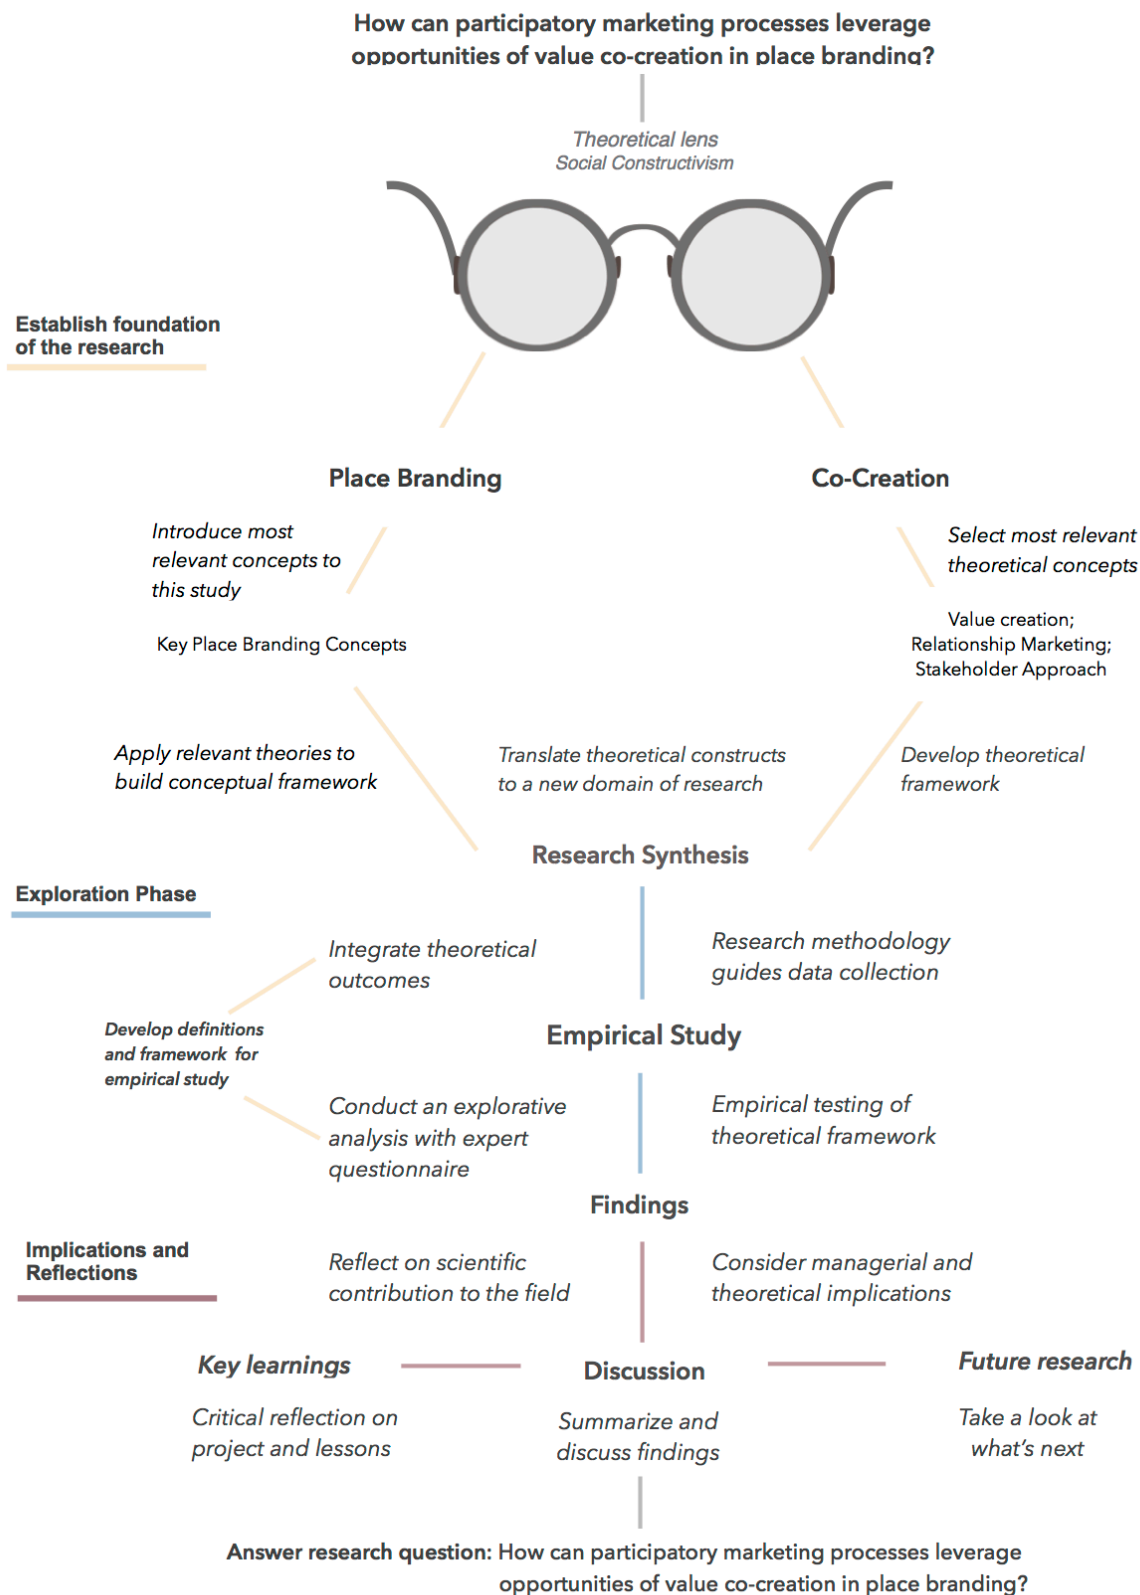 How can participatory marketing processes leverage
opportunities of value co-creation in place branding?
Theoretical lens
Social Constructivism
Establish foundation
of the research
Place Branding
Co-Creation
Introduce most
relevant concepts to
this study
Select most relevant
theoretical concepts
Key Place Branding Concepts
Value creation;
Relationship Marketing;
Stakeholder Approach
Apply relevant theories to
build conceptual framework
Translate theoretical constructs
to a new domain of research
Develop theoretical
framework
Research Synthesis
Exploration Phase
Integrate theoretical
outcomes
Research methodology
guides data collection
Develop definitions
and framework for
empirical study
Empirical Study
Conduct an explorative
analysis with expert
questionnaire
Empirical testing of
theoretical framework
Findings
Implications and
Reflections
Reflect on scientific
contribution to the field
Consider managerial and
theoretical implications
Key learnings
Discussion
Future research
Critical reflection on
project and lessons
Summarize and
discuss findings
Take a look at
what's next
Answer research question: How can participatory marketing processes leverage
opportunities of value co-creation in place branding?